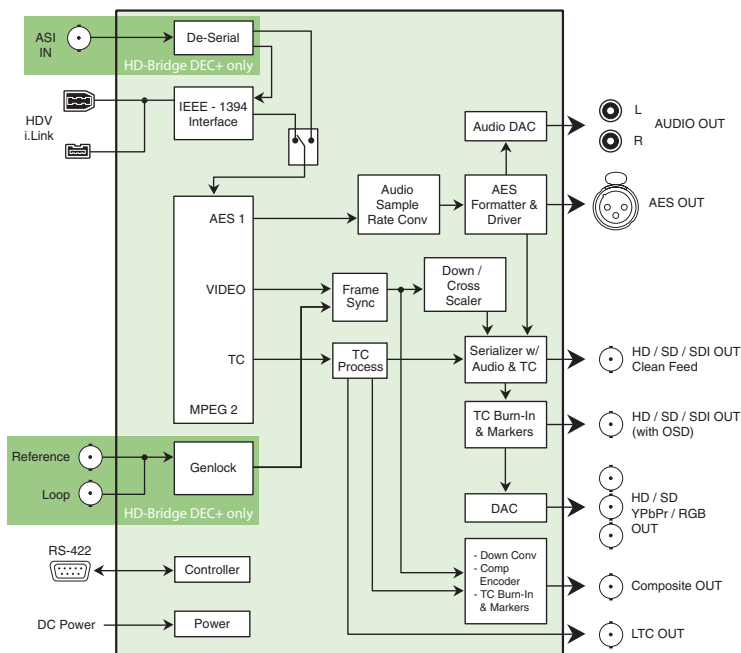 ASI
IN
De-Serial
HD-Bridge DEC+ only
HDV
i.Link
IEEE - 1394
Interface
Audio DAC
L
R
AUDIO OUT
AES 1
Audio
Sample
Rate Conv
AES
Formatter &
Driver
AES OUT
VIDEO
Frame
Sync
Down /
Cross
Scaler
TC
TC
Process
Serializer w/
Audio & TC
HD / SD / SDI OUT
Clean Feed
MPEG 2
TC Burn-In
& Markers
HD / SD / SDI OUT
(with OSD)
Reference
Loop
Genlock
HD-Bridge DEC+ only
DAC
HD / SD
YPbPr / RGB
OUT
RS-422
Controller
- Down Conv
- Comp
Encoder
- TC Burn-In
& Markers
Composite OUT
DC Power
Power
LTC OUT